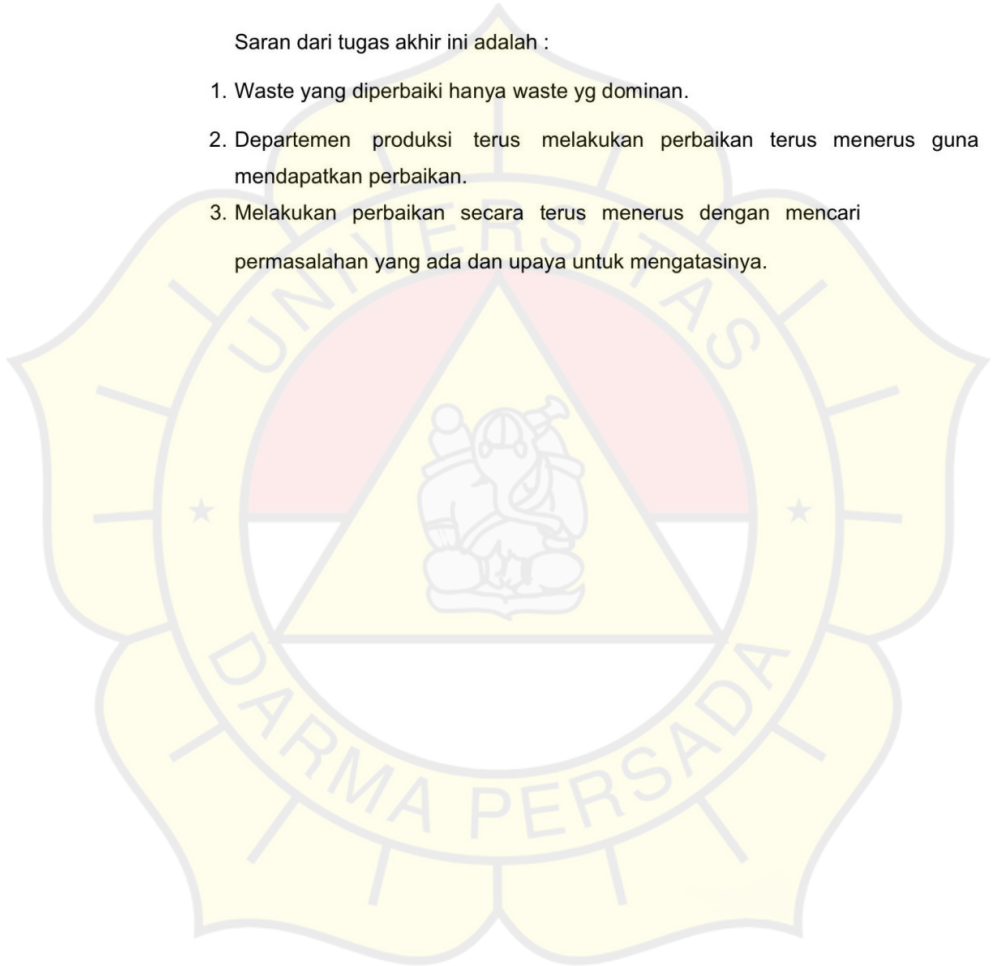 Saran dari tugas akhir ini adalah :
1. Waste yang diperbaiki hanya waste yg dominan.
2. Departemen produksi terus melakukan perbaikan terus menerus guna
mendapatkan perbaikan.
3. Melakukan perbaikan secara terus menerus dengan mencari
permasalahan yang ada dan upaya untuk mengatasinya.
UNIVERSITAS
DARMA PERSADA